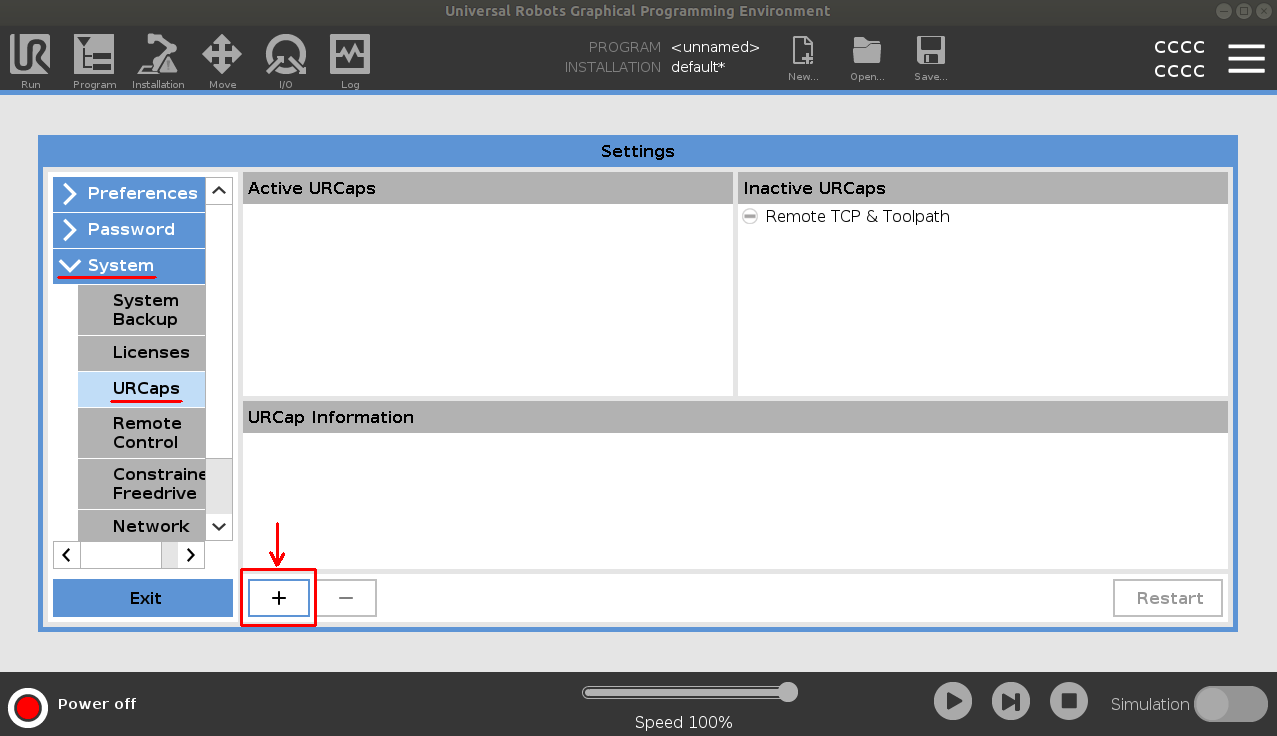 Universal Robots Graphical Programming Environment
Run
Program
Installation
Move
I/O
Log
PROGRAM <unnamed>
INSTALLATION default*
New...
Open...
Save...
CCCC
CCCC
Settings
Preferences
Password
System
System
Backup
Licenses
URCaps
Remote
Control
Constraine
Freedrive
Network
Exit
Active URCaps
Inactive URCaps
Remote TCP & Toolpath
URCap Information
+
−
Restart
Power off
Speed 100%
Simulation